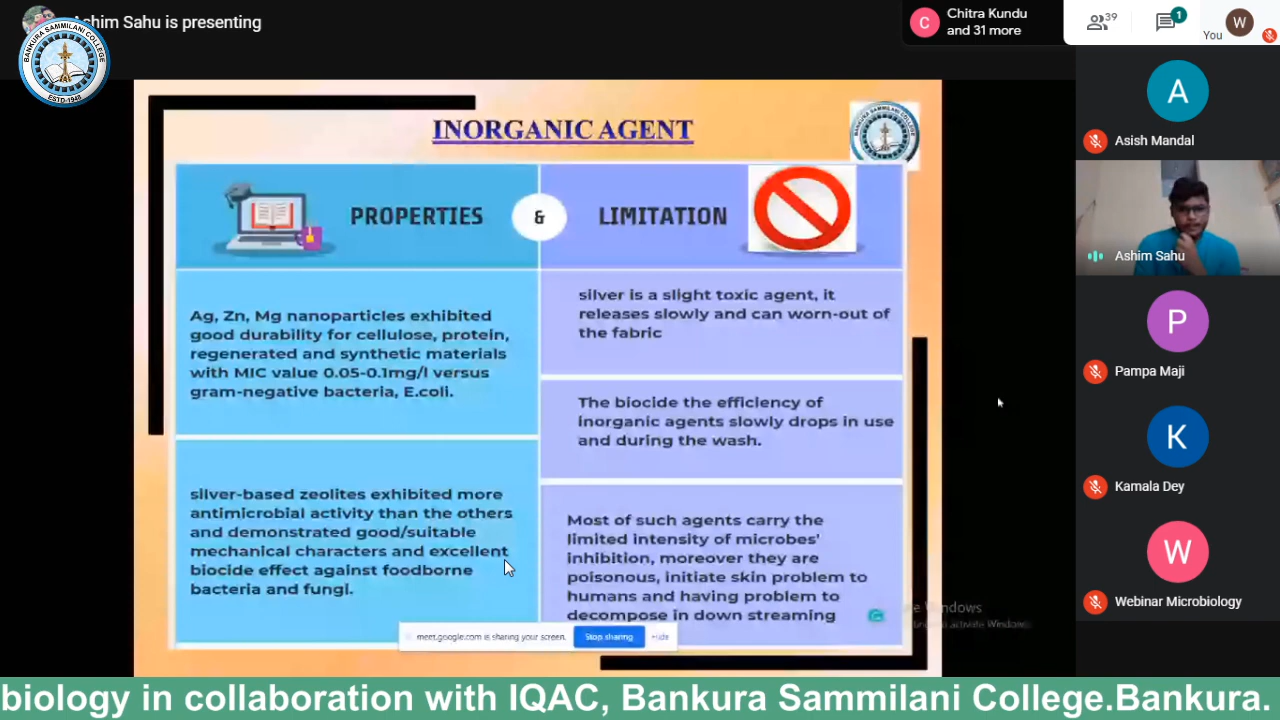 Ashim Sahu is presenting
Chitra Kundu
and 31 more
C
39
1
You
W
BANKURA SAMMILANI COLLEGE
ESTD-1948
INORGANIC AGENT
PROPERTIES
&
LIMITATION
Ag, Zn, Mg nanoparticles exhibited
good durability for cellulose, protein,
regenerated and synthetic materials
with MIC value 0.05-0.1mg/l versus
gram-negative bacteria, E.coli.
silver-based zeolites exhibited more
antimicrobial activity than the others
and demonstrated good/suitable
mechanical characters and excellent
biocide effect against foodborne
bacteria and fungi.
silver is a slight toxic agent, it
releases slowly and can worn-out of
the fabric
The biocide the efficiency of
inorganic agents slowly drops in use
and during the wash.
Most of such agents carry the
limited intensity of microbes'
inhibition, moreover they are
poisonous, initiate skin problem to
humans and having problem to
decompose in down streaming
meet.google.com is sharing your screen.
Stop sharing
Hide
Windows
activate Windows
A
Asish Mandal
Ashim Sahu
P
Pampa Maji
K
Kamala Dey
W
Webinar Microbiology
biology in collaboration with IQAC, Bankura Sammilani College.Bankura.